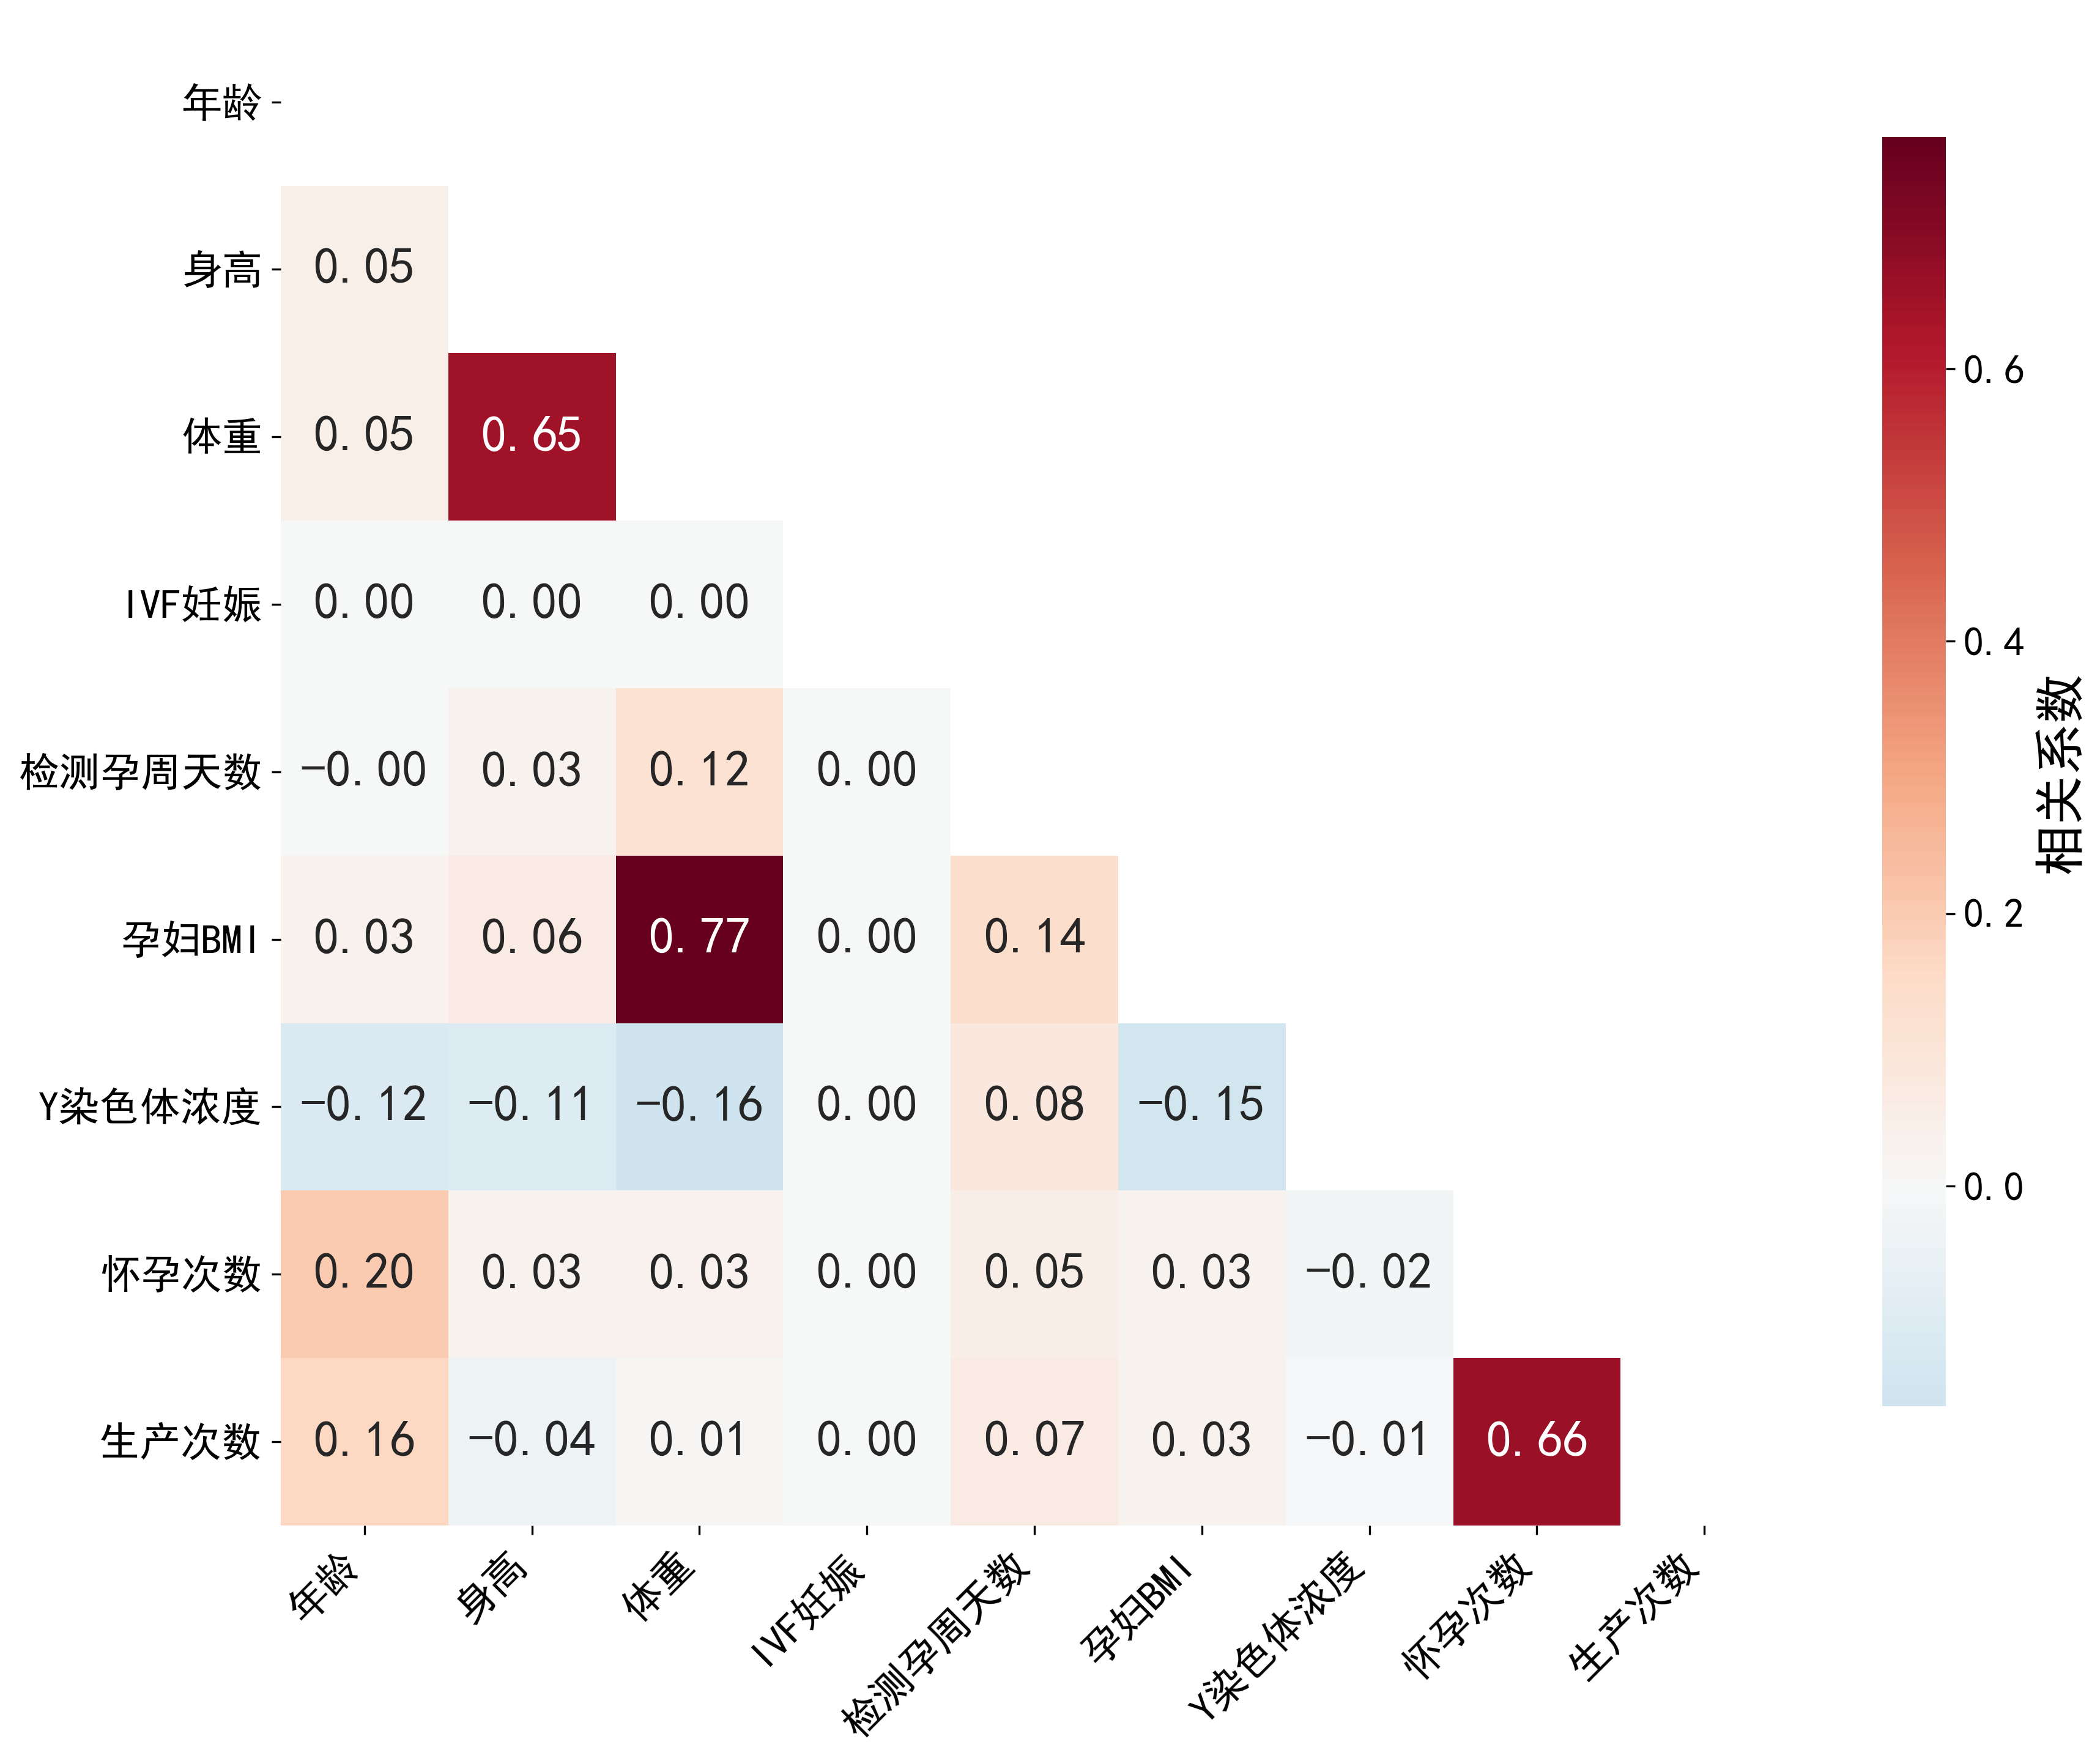 年龄
身高 0.05
体重 0.05 0.65
IVF妊娠 0.00 0.00 0.00
检测孕周天数 -0.00 0.03 0.12 0.00
孕妇BMI 0.03 0.06 0.77 0.00 0.14
Y染色体浓度 -0.12 -0.11 -0.16 0.00 0.08 -0.15
怀孕次数 0.20 0.03 0.03 0.00 0.05 0.03 -0.02
生产次数 0.16 -0.04 0.01 0.00 0.07 0.03 -0.01 0.66
年龄 身高 体重 IVF妊娠 检测孕周天数 孕妇BMI Y染色体浓度 怀孕次数 生产次数
0.6
0.4
0.2
0.0
相关系数